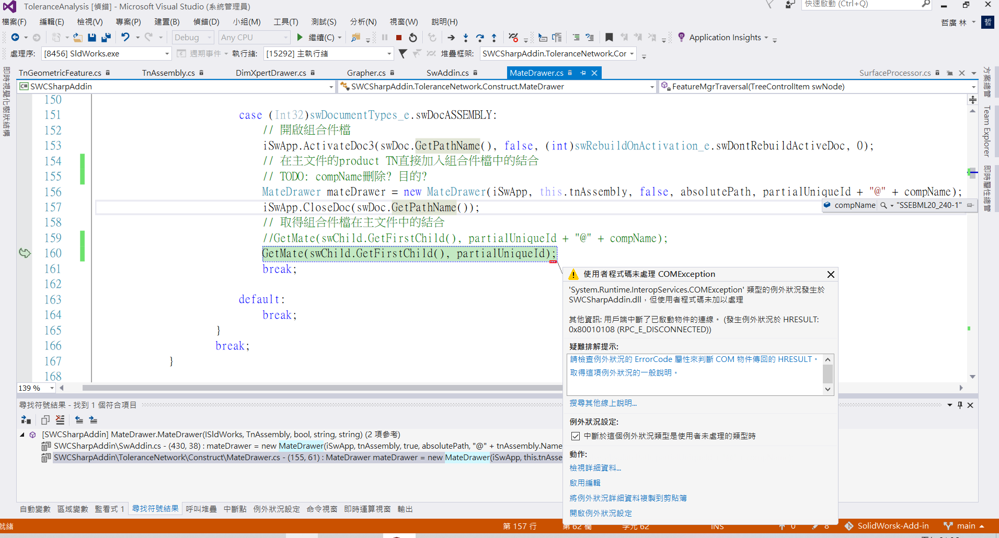 ToleranceAnalysis [偵錯] - Microsoft Visual Studio (系統管理員)
快速啟動 (Ctrl+Q)
檔案(F) 編輯(E) 檢視(V) 專案(P) 建置(B) 偵錯(D) 小組(M) 工具(T) 測試(S) 分析(N) 視窗(W) 說明(H)
哲廣 林 哲
Debug Any CPU 繼續(C) Application Insights
處理序: [8456] SldWorks.exe 週期事件 執行緒: [15292] 主執行緒 堆疊框架: SWCSharpAddin.ToleranceNetwork.Cor
TnGeometricFeature.cs TnAssembly.cs DimXpertDrawer.cs Grapher.cs SwAddin.cs MateDrawer.cs SurfaceProcessor.cs
SWCSharpAddin SWCSharpAddin.ToleranceNetwork.Construct.MateDrawer FeatureMgrTraversal(TreeControlItem swNode)
即時視覺化樹狀結構
方案總管
Team Explorer
即時屬性總管
150
151 case (Int32)swDocumentTypes_e.swDocASSEMBLY:
152 // 開啟組合件檔
153 iSwApp.ActivateDoc3(swDoc.GetPathName(), false, (int)swRebuildOnActivation_e.swDontRebuildActiveDoc, 0);
154 // 在主文件的product TN直接加入組合件檔中的結合
155 // TODO: compName刪除? 目的?
156 MateDrawer mateDrawer = new MateDrawer(iSwApp, this.tnAssembly, false, absolutePath, partialUniqueId + "@" + compName);
157 iSwApp.CloseDoc(swDoc.GetPathName());
compName "SSEBML20_240-1"
158 // 取得組合件檔在主文件中的結合
159 //GetMate(swChild.GetFirstChild(), partialUniqueId + "@" + compName);
160 GetMate(swChild.GetFirstChild(), partialUniqueId);
161 break;
162
163 default:
164 break;
165 }
166 break;
167 }
168
139 %
使用者程式碼未處理 COMException
'System.Runtime.InteropServices.COMException' 類型的例外狀況發生於
SWCSharpAddin.dll，但使用者程式碼未加以處理
其他資訊: 用戶端中斷了已啟動物件的連線。 (發生例外狀況於 HRESULT:
0x80010108 (RPC_E_DISCONNECTED))
疑難排解提示:
請檢查例外狀況的 ErrorCode 屬性來判斷 COM 物件傳回的 HRESULT。
取得這項例外狀況的一般說明。
搜尋其他線上說明...
例外狀況設定:
中斷於這個例外狀況類型是使用者未處理的類型時
動作:
檢視詳細資料...
啟用編輯
將例外狀況詳細資料複製到剪貼簿
開啟例外狀況設定
尋找符號結果 - 找到 1 個符合項目
[SWCSharpAddin] MateDrawer.MateDrawer(ISldWorks, TnAssembly, bool, string, string) (2 項參考)
SWCSharpAddin\SwAddin.cs - (430, 38) : mateDrawer = new MateDrawer(iSwApp, tnAssembly, true, absolutePath, "@" + tnAssembly.Name
SWCSharpAddin\ToleranceNetwork\Construct\MateDrawer.cs - (155, 61) : MateDrawer mateDrawer = new MateDrawer(iSwApp, this.tnAsse
自動變數 區域變數 監看式 1 尋找符號結果 呼叫堆疊 中斷點 例外狀況設定 命令視窗 即時運算視窗 輸出
就緒 第 157 行 第 62 欄 字元 62 INS 0 8 SolidWorsk-Add-in main